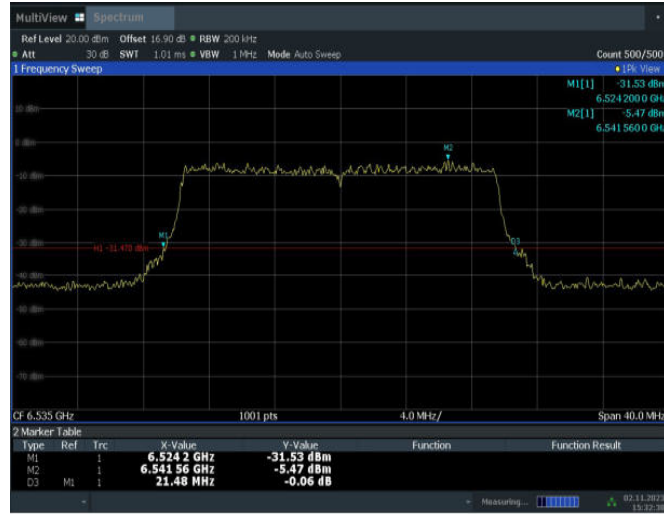 MultiView Spectrum
Ref Level 20.00 dBm Offset 16.90 dB RBW 200 kHz
Att 30 dB SWT 1.01 ms VBW 1 MHz Mode Auto Sweep Count 500/500
1 Frequency Sweep 1Pk View
M1[1] -31.53 dBm
6.524 200 0 GHz
M2[1] -5.47 dBm
6.541 560 0 GHz
10 dBm
0 dBm
M2
-10 dBm
-20 dBm
M1
D3
-30 dBm
H1 -31.470 dBm
-40 dBm
-50 dBm
-60 dBm
-70 dBm
CF 6.535 GHz 1001 pts 4.0 MHz/ Span 40.0 MHz
2 Marker Table
Type Ref Trc X-Value Y-Value Function Function Result
M1 1 6.524 2 GHz -31.53 dBm
M2 1 6.541 56 GHz -5.47 dBm
D3 M1 1 21.48 MHz -0.06 dB
Measuring... 02.11.2023
15:32:38